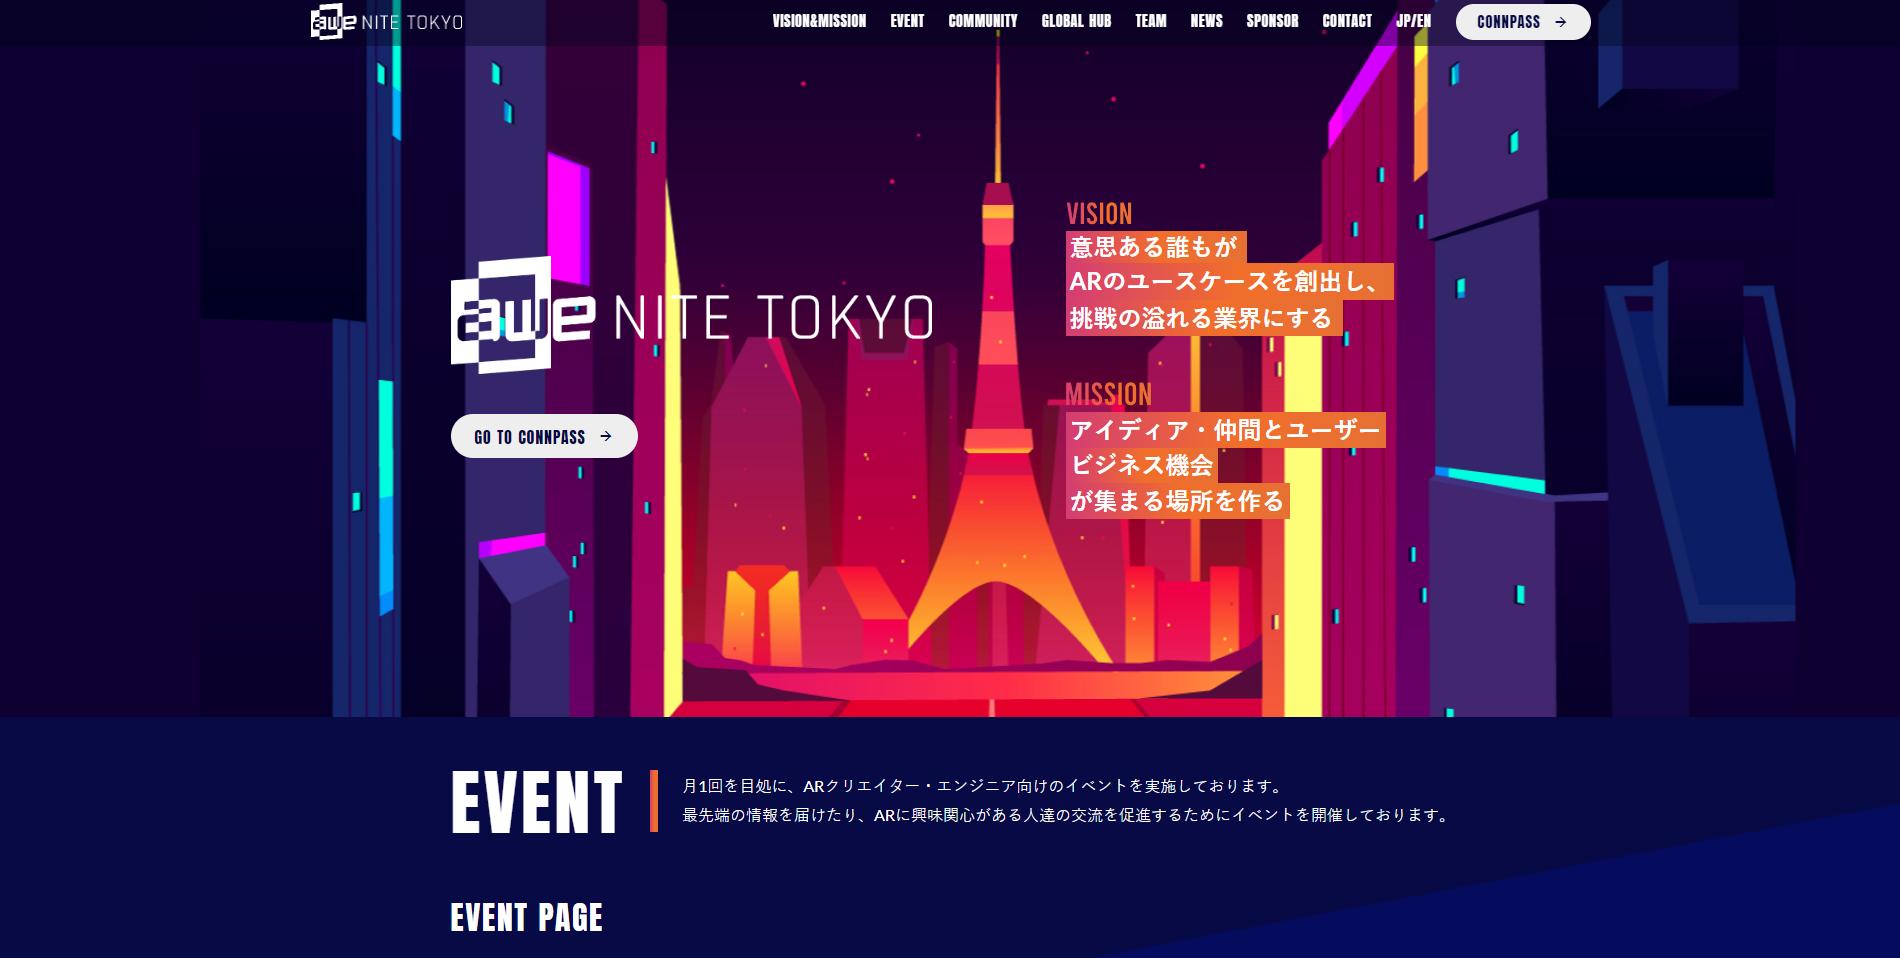 awe NITE TOKYO
VISION&MISSION EVENT COMMUNITY GLOBAL HUB TEAM NEWS SPONSOR CONTACT JP/EN CONNPASS →
awe NITE TOKYO
GO TO CONNPASS →
VISION
意思ある誰もが
ARのユースケースを創出し、
挑戦の溢れる業界にする
MISSION
アイディア・仲間とユーザー
ビジネス機会
が集まる場所を作る
EVENT
月1回を目処に、ARクリエイター・エンジニア向けのイベントを実施しております。
最先端の情報を届けたり、ARに興味関心がある人達の交流を促進するためにイベントを開催しております。
EVENT PAGE